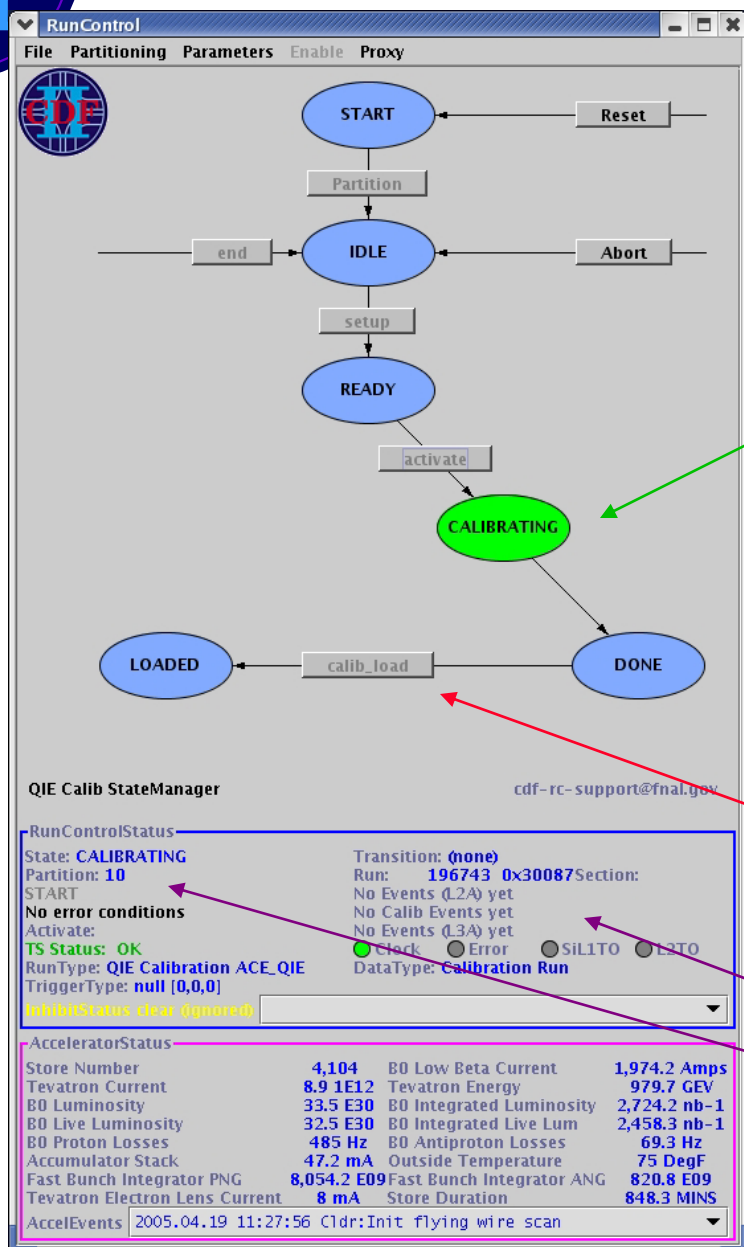 RunControl
File Partitioning Parameters Enable Proxy
CDF II
START
Reset
Partition
end
IDLE
Abort
setup
READY
activate
CALIBRATING
LOADED
calib_load
DONE
QIE Calib StateManager
cdf-rc-support@fnal.gov
RunControlStatus
State: CALIBRATING Transition: (none)
Partition: 10 Run: 196743 0x30087 Section:
START No Events (L2A) yet
No error conditions No Calib Events yet
Activate: No Events (L3A) yet
TS Status: OK Clock Error SiL1TO L2TO
RunType: QIE Calibration ACE_QIE DataType: Calibration Run
TriggerType: null [0,0,0]
InhibitStatus clear (ignored)
AcceleratorStatus
Store Number 4,104 B0 Low Beta Current 1,974.2 Amps
Tevatron Current 8.9 1E12 Tevatron Energy 979.7 GEV
B0 Luminosity 33.5 E30 B0 Integrated Luminosity 2,724.2 nb-1
B0 Live Luminosity 32.5 E30 B0 Integrated Live Lum 2,458.3 nb-1
B0 Proton Losses 485 Hz B0 Antiproton Losses 69.3 Hz
Accumulator Stack 47.2 mA Outside Temperature 75 DegF
Fast Bunch Integrator PNG 8,054.2 E09 Fast Bunch Integrator ANG 820.8 E09
Tevatron Electron Lens Current 8 mA Store Duration 848.3 MINS
AccelEvents 2005.04.19 11:27:56 Cldr:Init flying wire scan